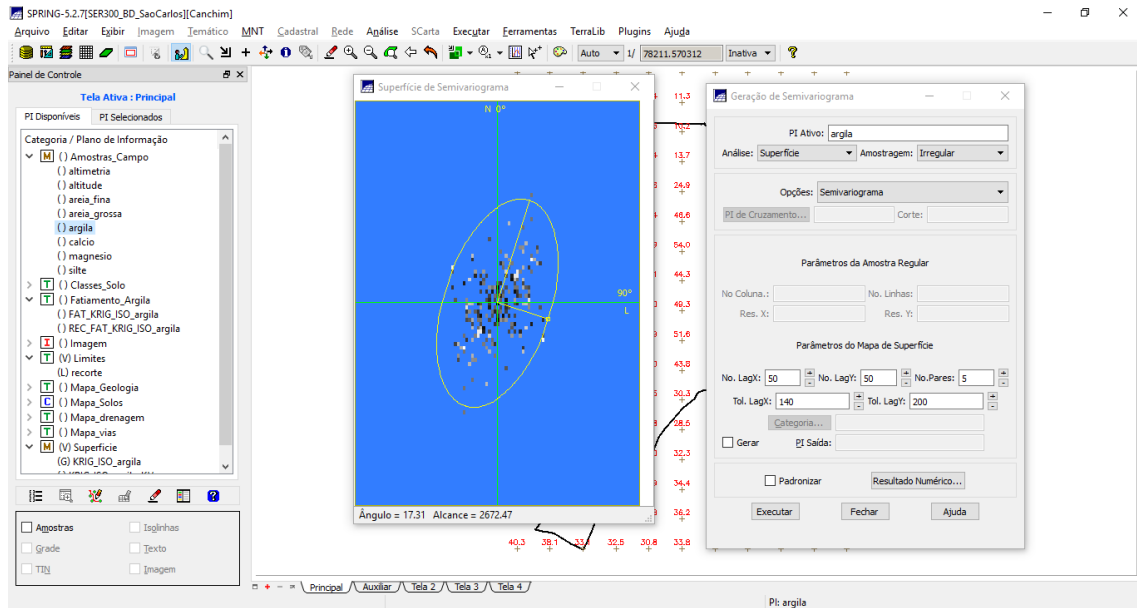 SPRING-5.2.7[SER300_BD_SaoCarlos][Canchim]
Arquivo Editar Exibir Imagem Temático MNT Cadastral Rede Análise SCarta Executar Ferramentas TerraLib Plugins Ajuda
Auto 1/ 78211.570312 Inativa
Painel de Controle
Tela Ativa : Principal
PI Disponíveis PI Selecionados
Categoria / Plano de Informação
M () Amostras_Campo
() altimetria
() altitude
() areia_fina
() areia_grossa
() argila
() calcio
() magnesio
() silte
T () Classes_Solo
T () Fatiamento_Argila
() FAT_KRIG_ISO_argila
() REC_FAT_KRIG_ISO_argila
I () Imagem
T (V) Limites
(L) recorte
T () Mapa_Geologia
C () Mapa_Solos
T () Mapa_drenagem
T () Mapa_vias
M (V) Superficie
(G) KRIG_ISO_argila
Amostras Isolinhas
Grade Texto
TIN Imagem
Superfície de Semivariograma
N 0°
90°
L
Ângulo = 17.31 Alcance = 2672.47
11.3
13.7
24.9
46.6
54.0
44.3
49.3
51.6
43.8
30.3
28.5
32.3
34.4
36.2
40.3 38.1 33.1 32.5 30.8 33.8
Geração de Semivariograma
PI Ativo: argila
Análise: Superfície Amostragem: Irregular
Opções: Semivariograma
PI de Cruzamento... Corte:
Parâmetros da Amostra Regular
No Coluna.: No. Linhas:
Res. X: Res. Y:
Parâmetros do Mapa de Superfície
No. LagX: 50 No. LagY: 50 No.Pares: 5
Tol. LagX: 140 Tol. LagY: 200
Categoria...
Gerar PI Saída:
Padronizar Resultado Numérico...
Executar Fechar Ajuda
Principal Auxiliar Tela 2 Tela 3 Tela 4
PI: argila